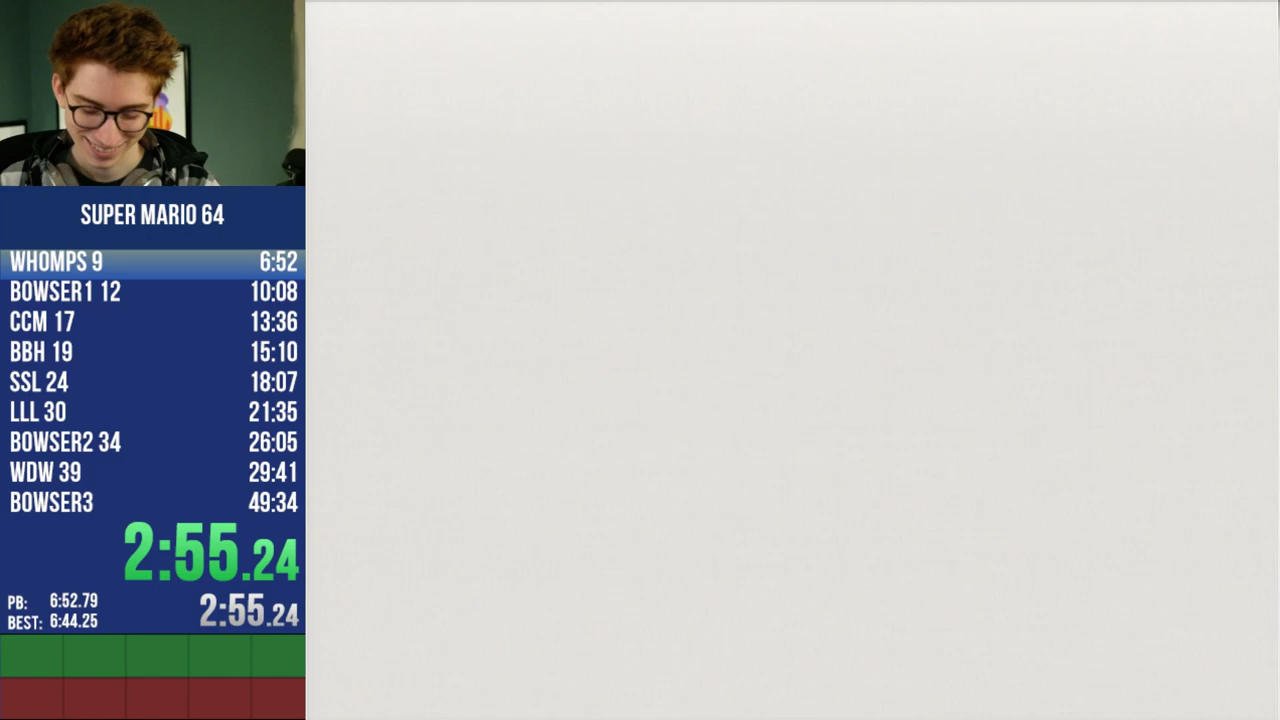 SUPER MARIO 64
WHOMPS 9 6:52
BOWSER1 12 10:08
CCM 17 13:36
BBH 19 15:10
SSL 24 18:07
LLL 30 21:35
BOWSER2 34 26:05
WDW 39 29:41
BOWSER3 49:34
2:55.24
PB: 6:52.79
BEST: 6:44.25
2:55.24